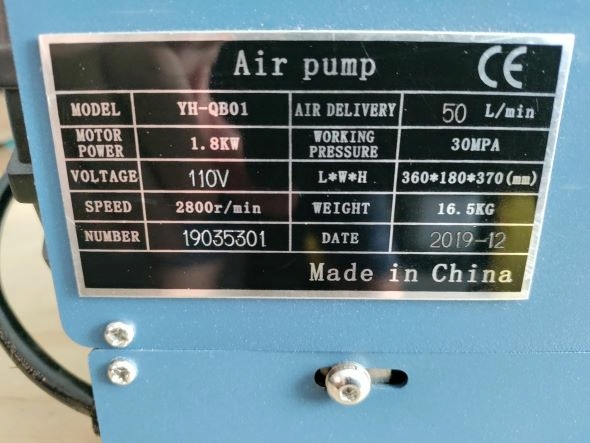 Air pump CE
MODEL YH-QB01 AIR DELIVERY 50 L/min
MOTOR POWER 1.8KW WORKING PRESSURE 30MPA
VOLTAGE 110V L*W*H 360*180*370(mm)
SPEED 2800r/min WEIGHT 16.5KG
NUMBER 19035301 DATE 2019-12
Made in China